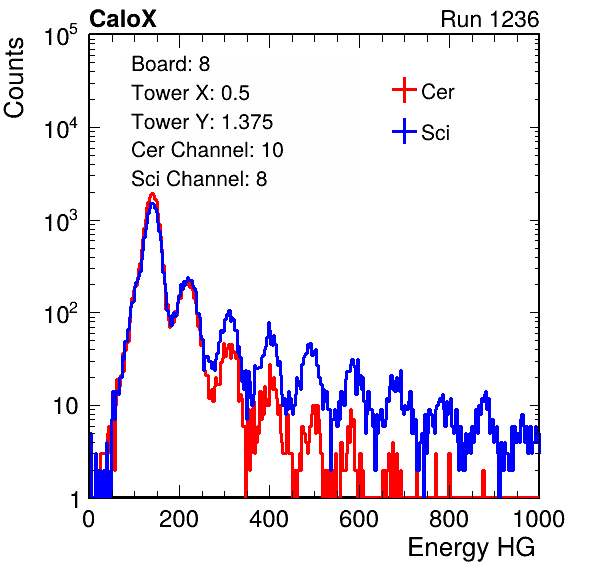 CaloX Run 1236
10^5
Board: 8
Tower X: 0.5
Tower Y: 1.375
Cer Channel: 10
Sci Channel: 8
Cer
Sci
Counts
10^4
10^3
10^2
10
1
0 200 400 600 800 1000
Energy HG